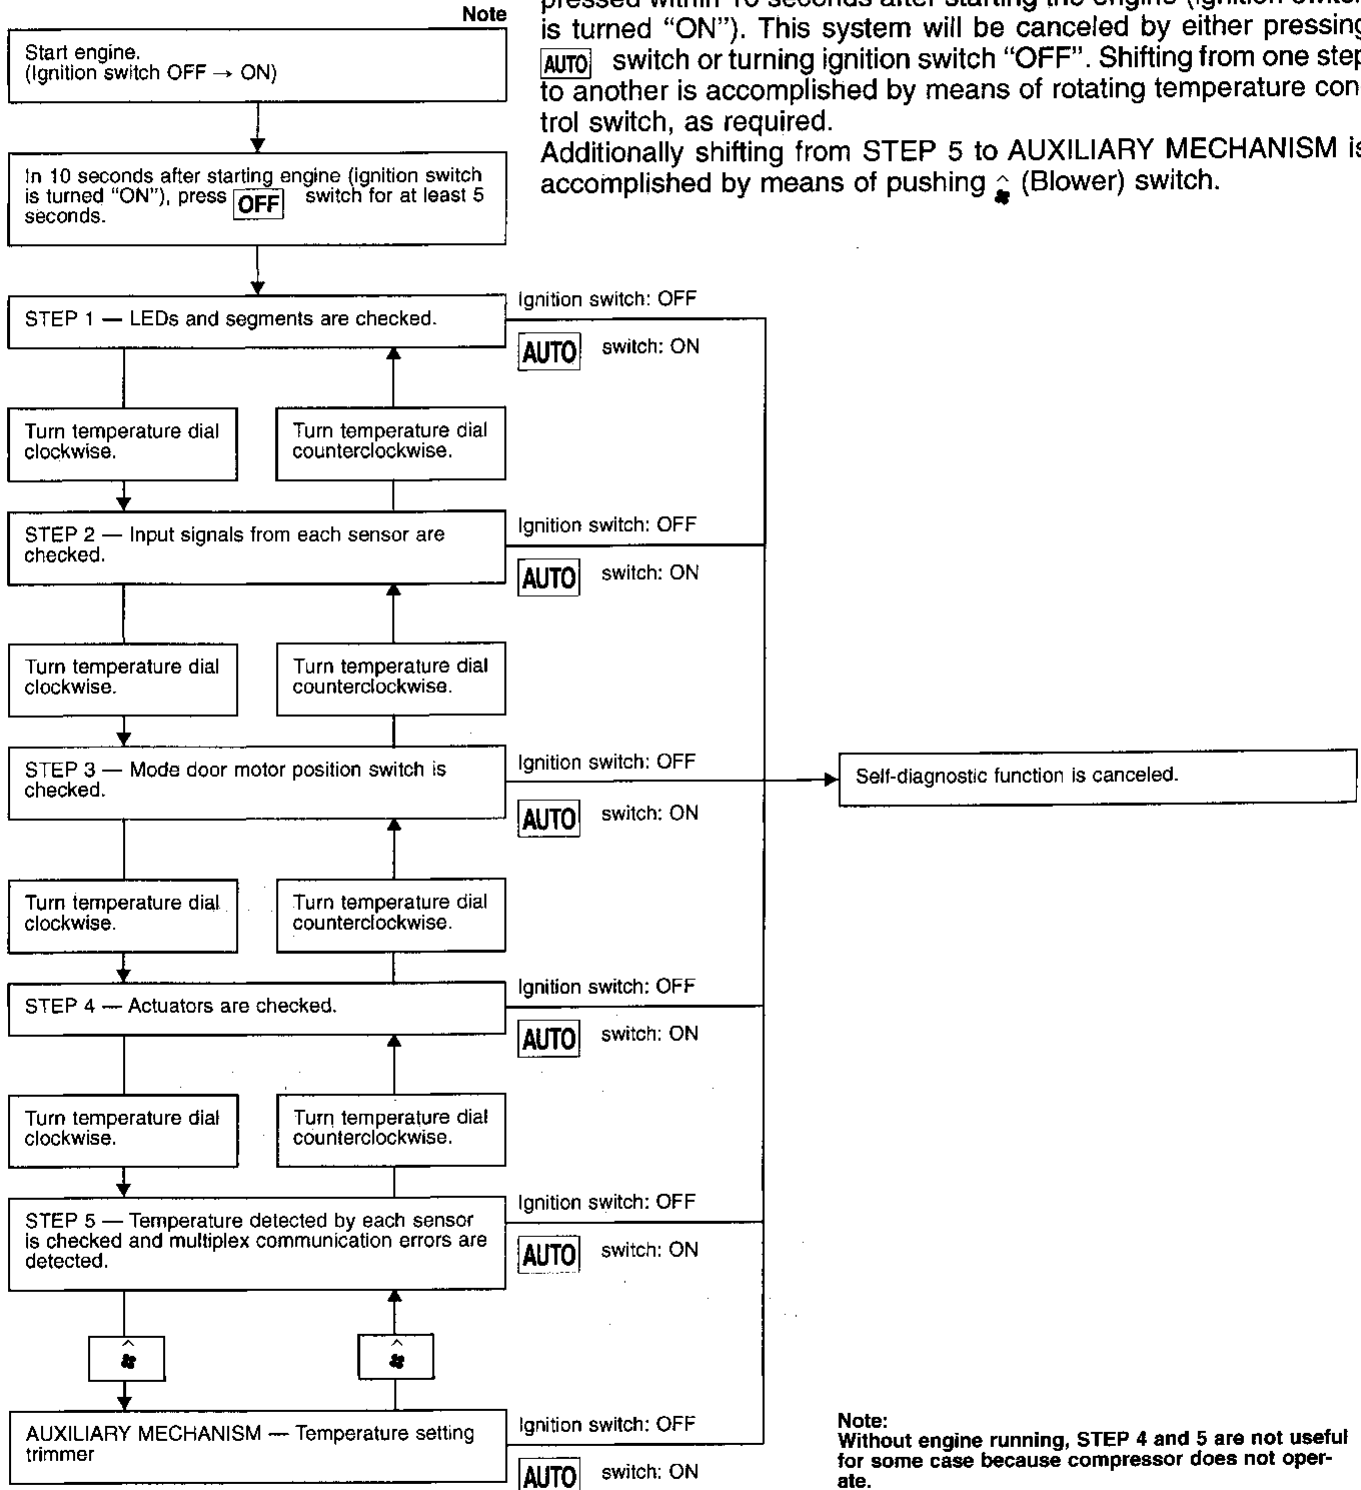 pressed within 10 seconds after starting the engine (ignition switch
is turned “ON”). This system will be canceled by either pressing
AUTO switch or turning ignition switch “OFF”. Shifting from one step
to another is accomplished by means of rotating temperature con-
trol switch, as required.
Additionally shifting from STEP 5 to AUXILIARY MECHANISM is
accomplished by means of pushing (Blower) switch.
Note
Start engine.
(Ignition switch OFF → ON)
In 10 seconds after starting engine (ignition switch
is turned “ON”), press OFF switch for at least 5
seconds.
STEP 1 — LEDs and segments are checked.
Ignition switch: OFF
AUTO switch: ON
Turn temperature dial
clockwise.
Turn temperature dial
counterclockwise.
STEP 2 — Input signals from each sensor are
checked.
Ignition switch: OFF
AUTO switch: ON
Turn temperature dial
clockwise.
Turn temperature dial
counterclockwise.
STEP 3 — Mode door motor position switch is
checked.
Ignition switch: OFF
AUTO switch: ON
Self-diagnostic function is canceled.
Turn temperature dial
clockwise.
Turn temperature dial
counterclockwise.
STEP 4 — Actuators are checked.
Ignition switch: OFF
AUTO switch: ON
Turn temperature dial
clockwise.
Turn temperature dial
counterclockwise.
STEP 5 — Temperature detected by each sensor
is checked and multiplex communication errors are
detected.
Ignition switch: OFF
AUTO switch: ON
AUXILIARY MECHANISM — Temperature setting
trimmer
Ignition switch: OFF
AUTO switch: ON
Note:
Without engine running, STEP 4 and 5 are not useful
for some case because compressor does not oper-
ate.